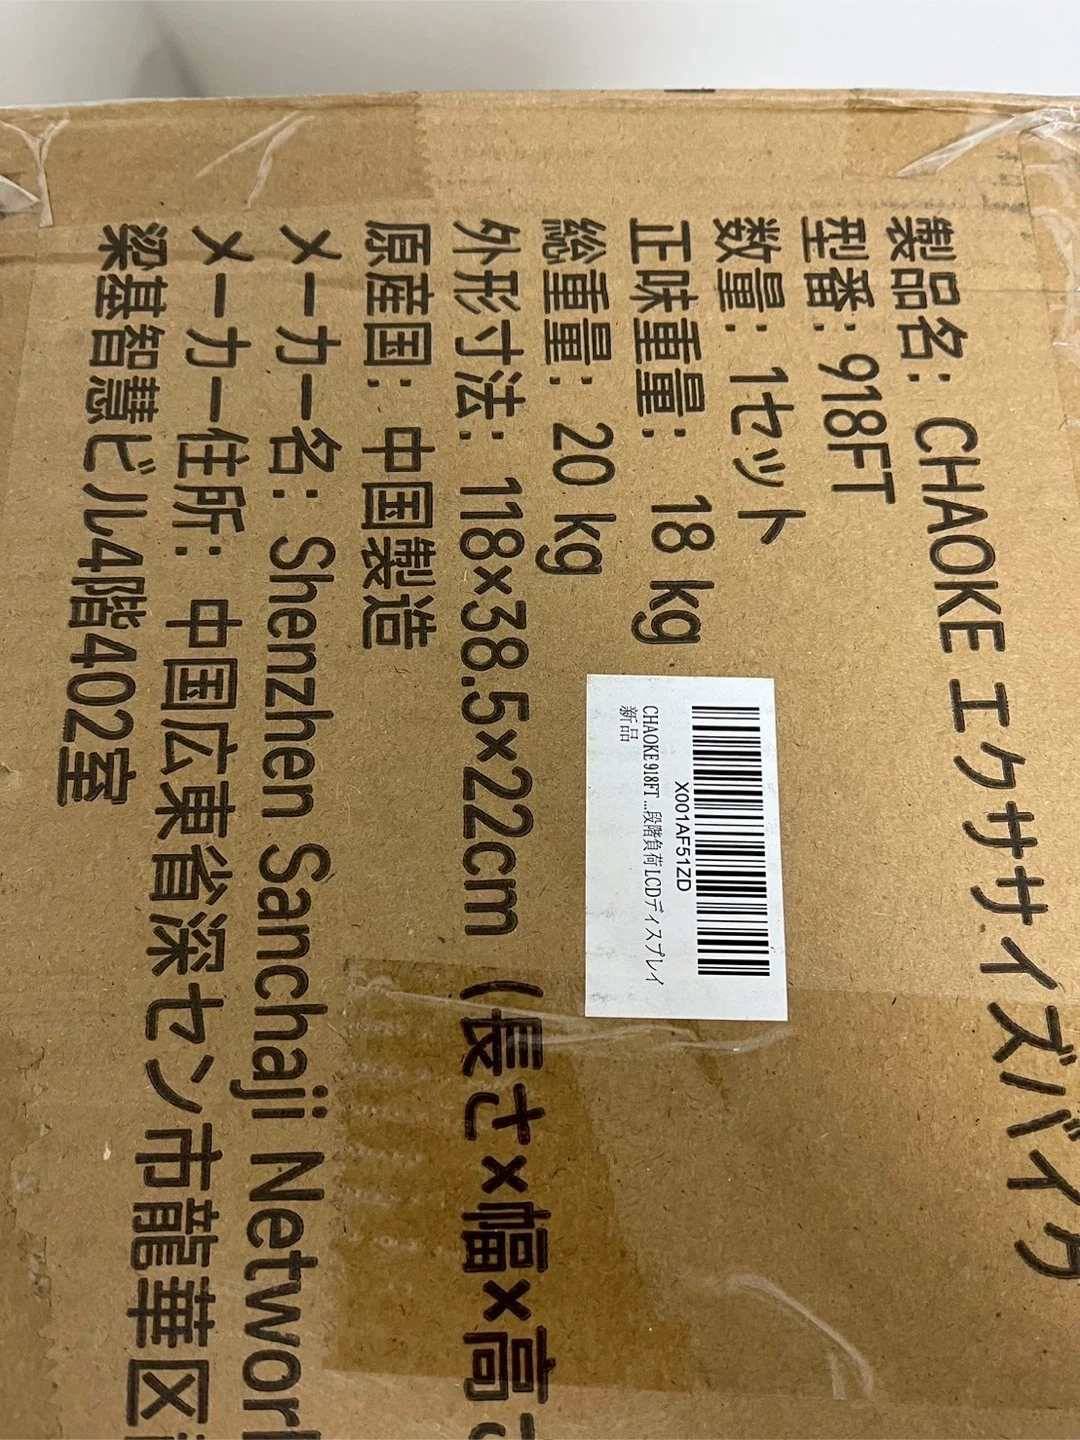 製品名: CHAOKE エクササイズバイク
型番: 918FT
数量: 1セット
正味重量: 18 kg
総重量: 20 kg
外形寸法: 118×38.5×22cm (長さ×幅×高
原産国: 中国製造
メーカー名: Shenzhen Sanchaji Network
メーカー住所: 中国広東省深セン市龍華区
梁基智慧ビル4階402室
X001AF51ZD
CHAOKE 918FT ...段階負荷 LCDディスプレイ
新品